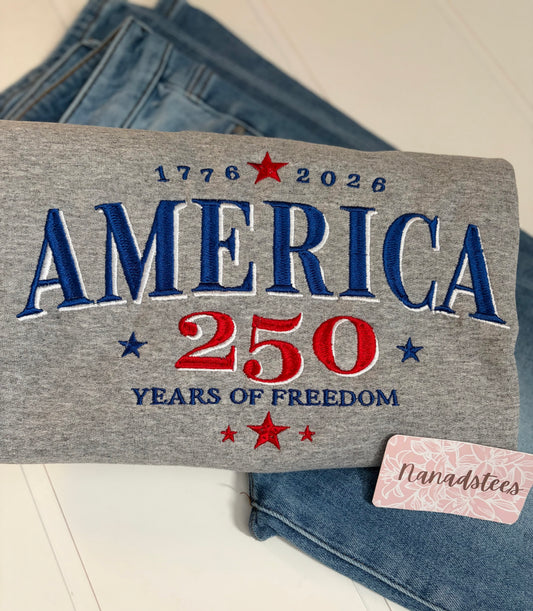 1776 ★ 2026
AMERICA
★ 250 ★
YEARS OF FREEDOM
★ ★ ★
Nanadstees